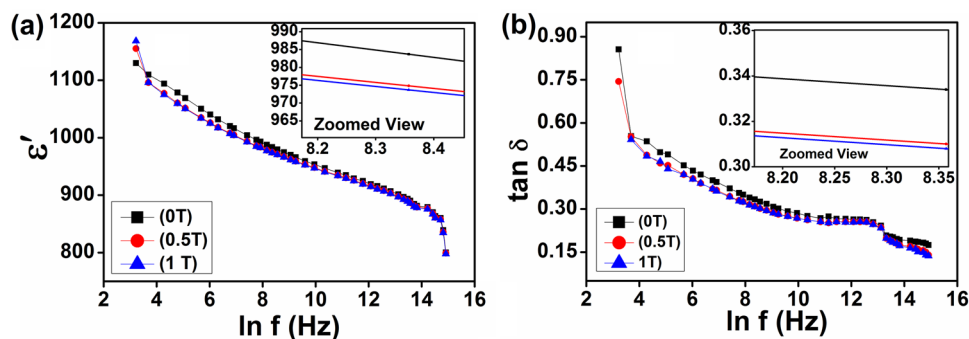 (a)
1200
1100
1000
900
800
ε'
2 4 6 8 10 12 14 16
ln f (Hz)
(0T)
(0.5T)
(1 T)
990
985
980
975
970
965
8.2 8.3 8.4
Zoomed View
(b)
0.90
0.75
0.60
0.45
0.30
0.15
tan δ
2 4 6 8 10 12 14 16
ln f (Hz)
(0T)
(0.5T)
1T)
0.36
0.34
0.32
0.30
8.20 8.25 8.30 8.35
Zoomed View